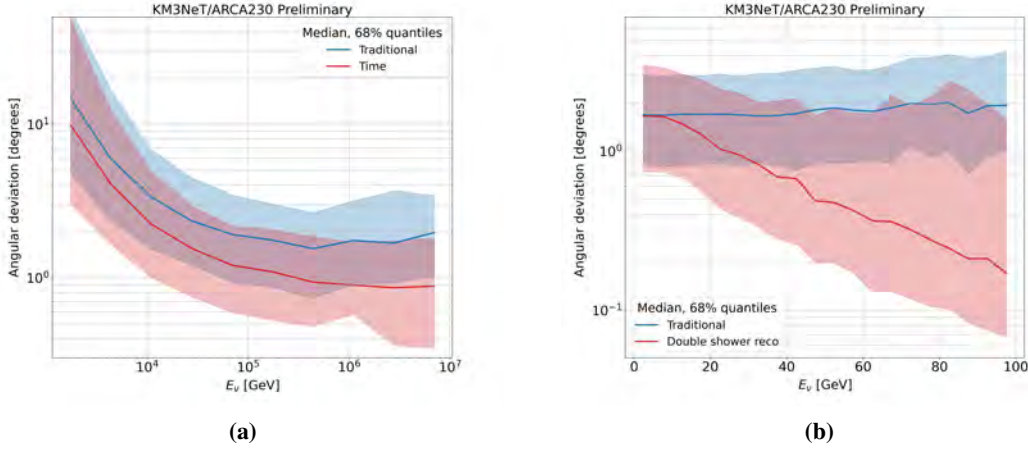 KM3NeT/ARCA230 Preliminary
Median, 68% quantiles
Traditional
Time
Angular deviation [degrees]
10¹
10⁰
10⁴
10⁵
10⁶
10⁷
E_ν [GeV]
(a)
KM3NeT/ARCA230 Preliminary
Angular deviation [degrees]
10⁰
10⁻¹
Median, 68% quantiles
Traditional
Double shower reco
0
20
40
60
80
100
E_ν [GeV]
(b)